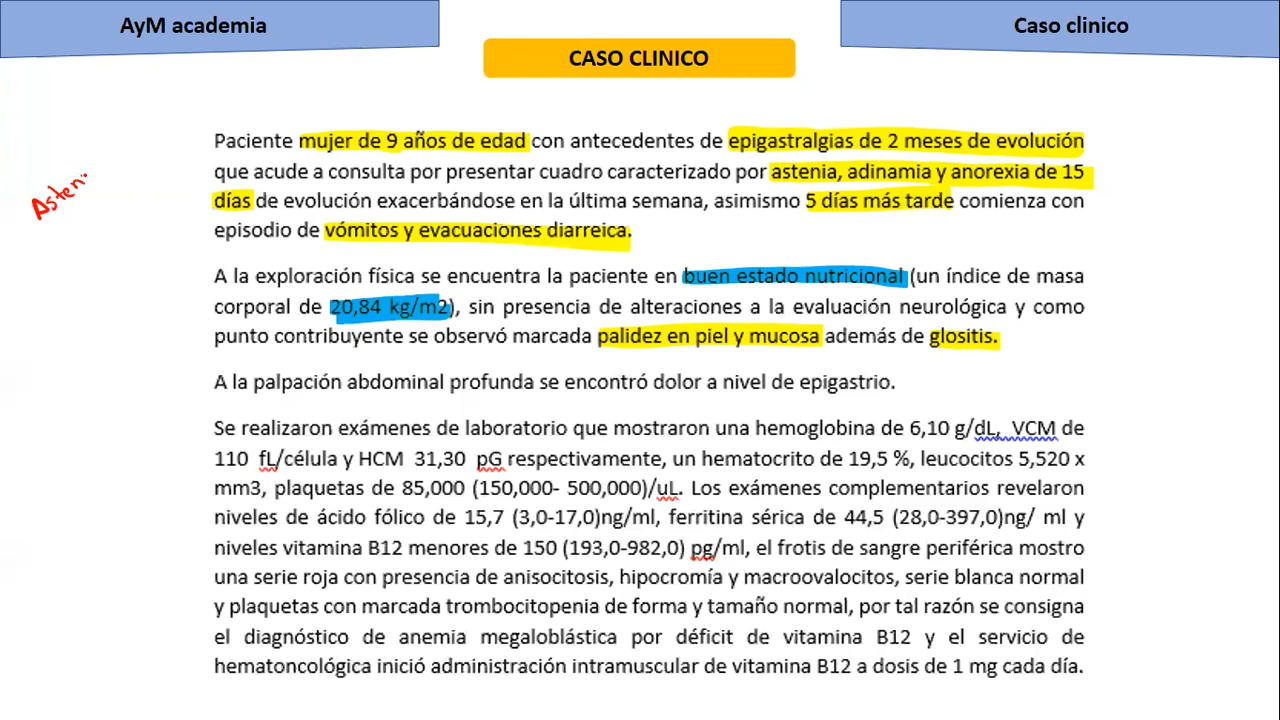 AyM academia
Caso clinico
CASO CLINICO
Paciente mujer de 9 años de edad con antecedentes de epigastralgias de 2 meses de evolución
que acude a consulta por presentar cuadro caracterizado por astenia, adinamia y anorexia de 15
días de evolución exacerbándose en la última semana, asimismo 5 días más tarde comienza con
episodio de vómitos y evacuaciones diarreica.
Asteni
A la exploración física se encuentra la paciente en buen estado nutricional (un índice de masa
corporal de 20,84 kg/m2), sin presencia de alteraciones a la evaluación neurológica y como
punto contribuyente se observó marcada palidez en piel y mucosa además de glositis.
A la palpación abdominal profunda se encontró dolor a nivel de epigastrio.
Se realizaron exámenes de laboratorio que mostraron una hemoglobina de 6,10 g/dL, VCM de
110 fL/célula y HCM 31,30 pG respectivamente, un hematocrito de 19,5 %, leucocitos 5,520 x
mm3, plaquetas de 85,000 (150,000- 500,000)/uL. Los exámenes complementarios revelaron
niveles de ácido fólico de 15,7 (3,0-17,0)ng/ml, ferritina sérica de 44,5 (28,0-397,0)ng/ ml y
niveles vitamina B12 menores de 150 (193,0-982,0) pg/ml, el frotis de sangre periférica mostro
una serie roja con presencia de anisocitosis, hipocromía y macroovalocitos, serie blanca normal
y plaquetas con marcada trombocitopenia de forma y tamaño normal, por tal razón se consigna
el diagnóstico de anemia megaloblástica por déficit de vitamina B12 y el servicio de
hematoncológica inició administración intramuscular de vitamina B12 a dosis de 1 mg cada día.